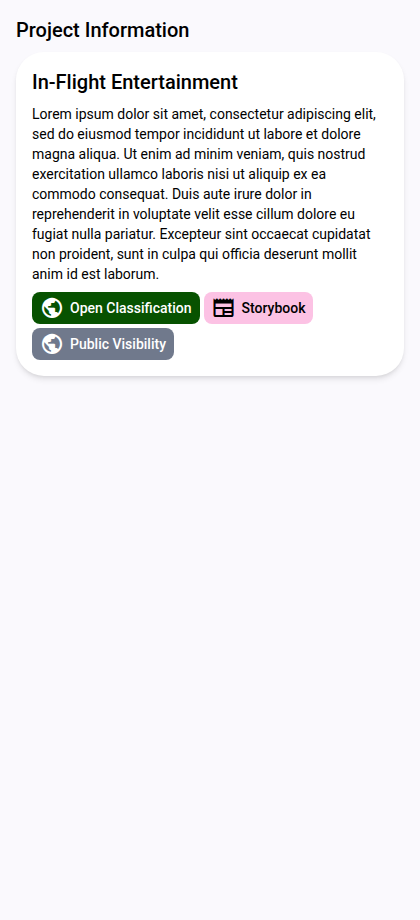 Project Information
In-Flight Entertainment
Lorem ipsum dolor sit amet, consectetur adipiscing elit,
sed do eiusmod tempor incididunt ut labore et dolore
magna aliqua. Ut enim ad minim veniam, quis nostrud
exercitation ullamco laboris nisi ut aliquip ex ea
commodo consequat. Duis aute irure dolor in
reprehenderit in voluptate velit esse cillum dolore eu
fugiat nulla pariatur. Excepteur sint occaecat cupidatat
non proident, sunt in culpa qui officia deserunt mollit
anim id est laborum.
Open Classification Storybook
Public Visibility